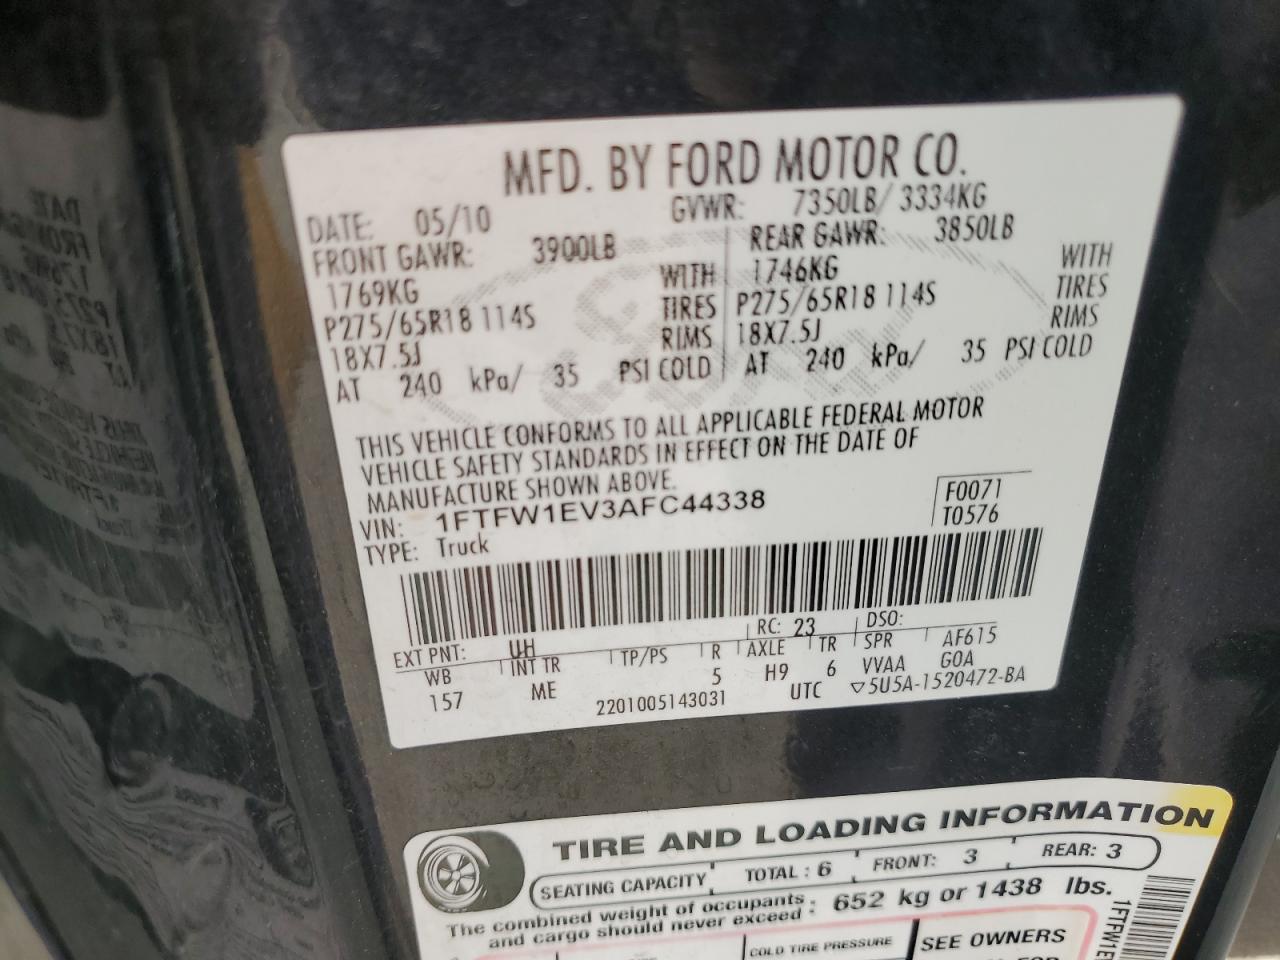 MFD. BY FORD MOTOR CO.
DATE: 05/10 GVWR: 7350LB/ 3334KG
FRONT GAWR: 3900LB REAR GAWR: 3850LB
1769KG WITH 1746KG WITH
P275/65R18 114S TIRES P275/65R18 114S TIRES
18X7.5J RIMS 18X7.5J RIMS
AT 240 kPa/ 35 PSI COLD AT 240 kPa/ 35 PSI COLD
THIS VEHICLE CONFORMS TO ALL APPLICABLE FEDERAL MOTOR
VEHICLE SAFETY STANDARDS IN EFFECT ON THE DATE OF
MANUFACTURE SHOWN ABOVE.
VIN: 1FTFW1EV3AFC44338 F0071
TYPE: Truck T0576
EXT PNT: UH RC: 23 DSO: AF615
WB INT TR TP/PS R AXLE TR SPR
157 ME 5 H9 6 VVAA GOA
2201005143031 UTC ▽5U5A-1520472-BA
TIRE AND LOADING INFORMATION
SEATING CAPACITY TOTAL : 6 FRONT: 3 REAR: 3
The combined weight of occupants : 652 kg or 1438 lbs.
and cargo should never exceed
COLD TIRE PRESSURE SEE OWNERS
1FTFW1E